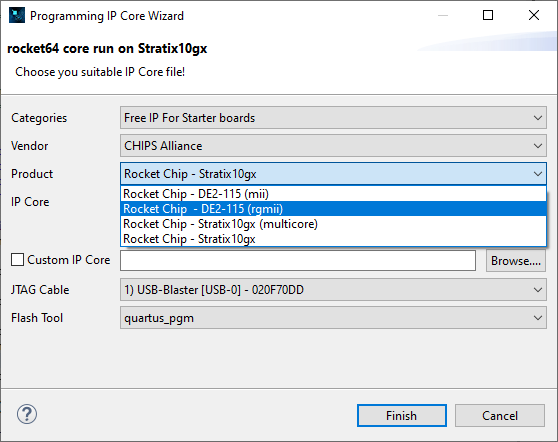 Programming IP Core Wizard
rocket64 core run on Stratix10gx
Choose you suitable IP Core file!
Categories
Free IP For Starter boards
Vendor
CHIPS Alliance
Product
Rocket Chip - Stratix10gx
Rocket Chip - DE2-115 (mii)
IP Core
Rocket Chip - DE2-115 (rgmii)
Rocket Chip - Stratix10gx (multicore)
Rocket Chip - Stratix10gx
Custom IP Core
Browse....
JTAG Cable
1) USB-Blaster [USB-0] - 020F70DD
Flash Tool
quartus_pgm
?
Finish
Cancel